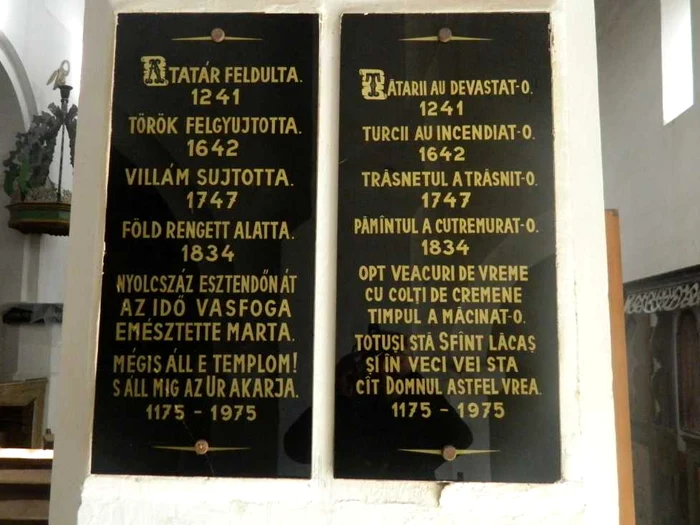 A TATÁR FELDULTA.
1241
TÖRÖK FELGYUJTOTTA.
1642
VILLÁM SUJTOTTA.
1747
FÖLD RENGETT ALATTA.
1834
NYOLCSZÁZ ESZTENDŐN ÁT
AZ IDŐ VASFOGA
EMÉSZTETTE MARTA.
MÉGIS ÁLL E TEMPLOM!
S ÁLL MIG AZ UR AKARJA.
1175 - 1975
TĂTARII AU DEVASTAT-O.
1241
TURCII AU INCENDIAT-O.
1642
TRĂSNETUL A TRĂSNIT-O.
1747
PĂMÎNTUL A CUTREMURAT-O.
1834
OPT VEACURI DE VREME
CU COLȚI DE CREMENE
TIMPUL A MĂCINAT-O.
TOTUȘI STĂ SFÎNT LĂCAȘ
ȘI ÎN VECI VEI STA
CÎT DOMNUL ASTFEL VREA.
1175 - 1975